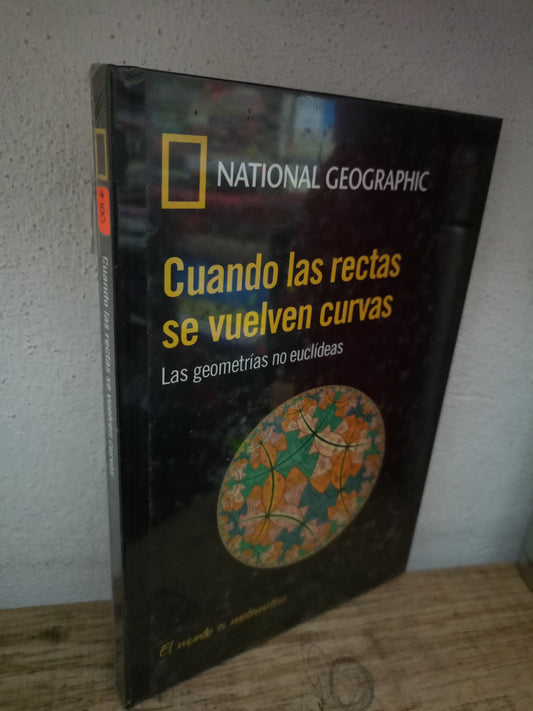 NATIONAL GEOGRAPHIC
Cuando las rectas
se vuelven curvas
Las geometrías no euclídeas
El mundo es matemático
Cuando las rectas se vuelven curvas